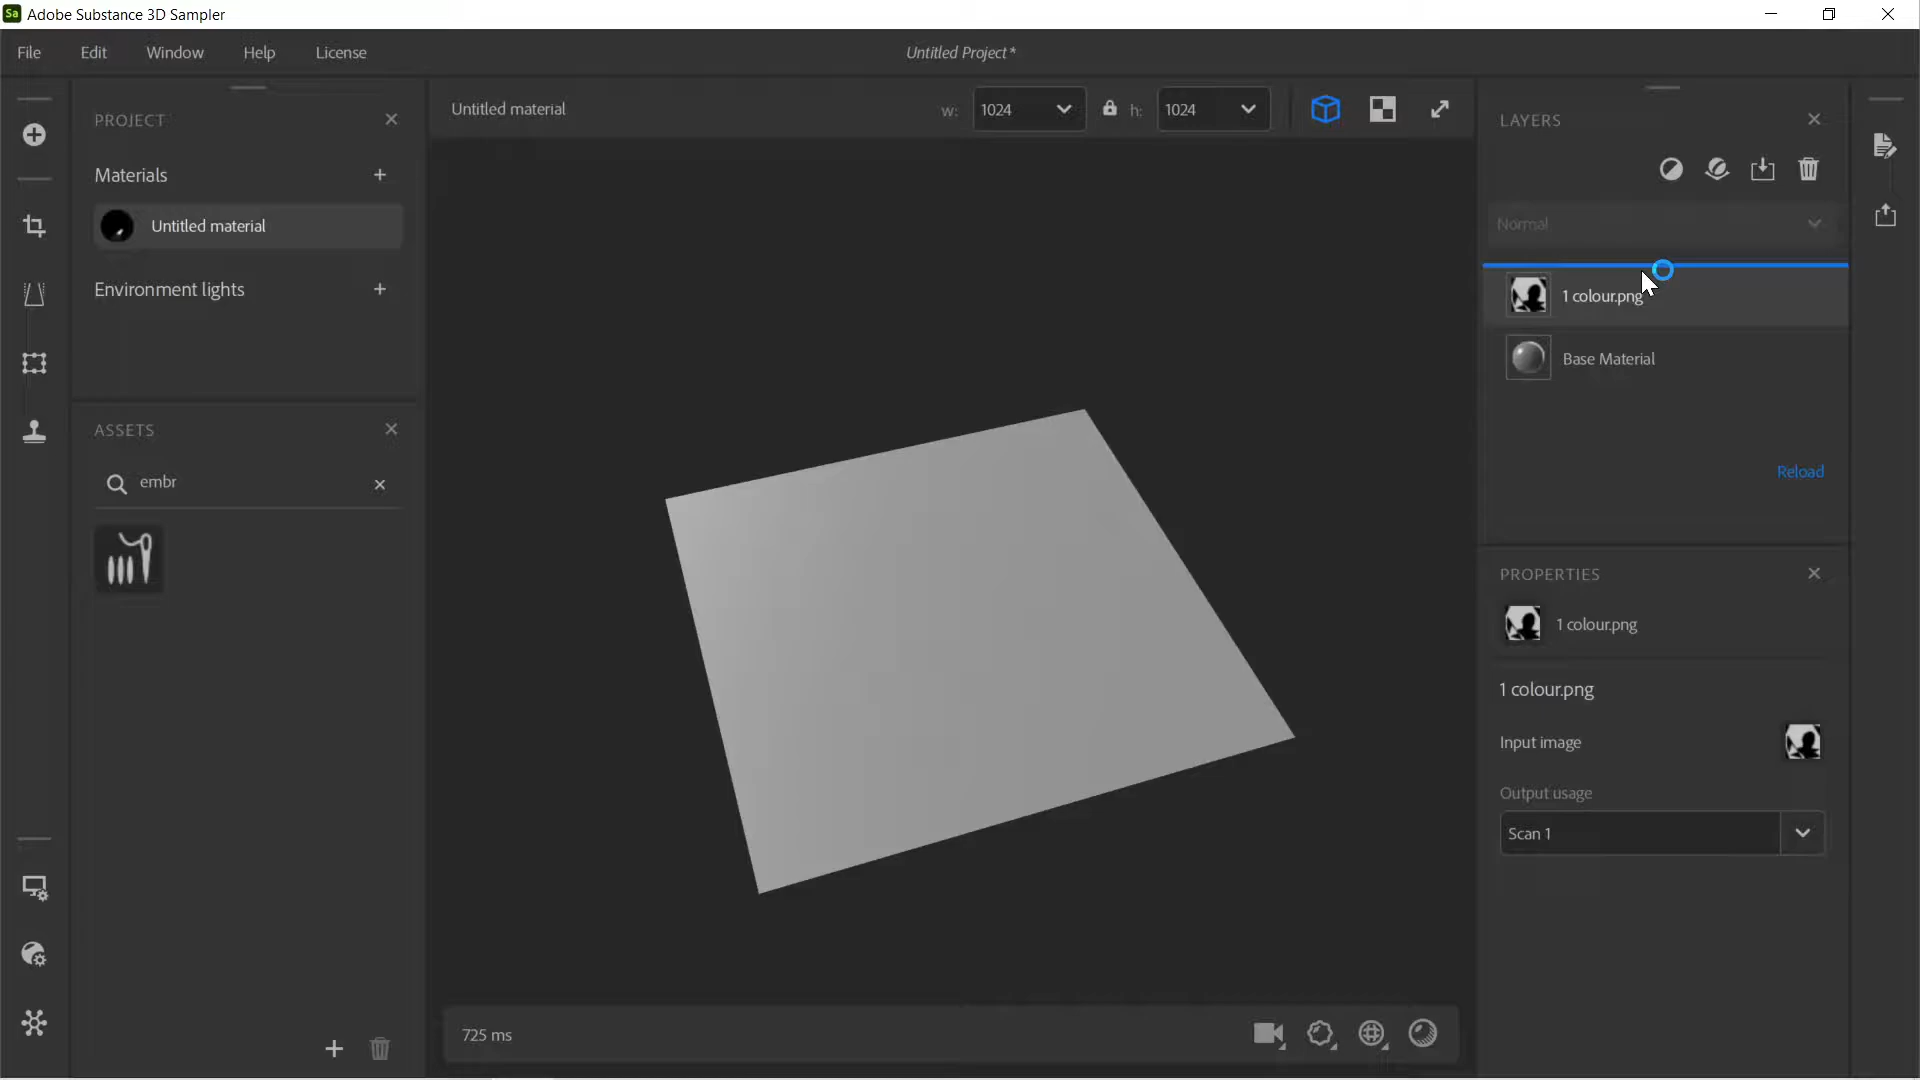 Sa Adobe Substance 3D Sampler
File Edit Window Help License
Untitled Project*
PROJECT
Materials
Untitled material
Environment lights
ASSETS
embr
Untitled material w: 1024 h: 1024
725 ms
LAYERS
Normal
1 colour.png
Base Material
Reload
PROPERTIES
1 colour.png
1 colour.png
Input image
Output usage
Scan 1